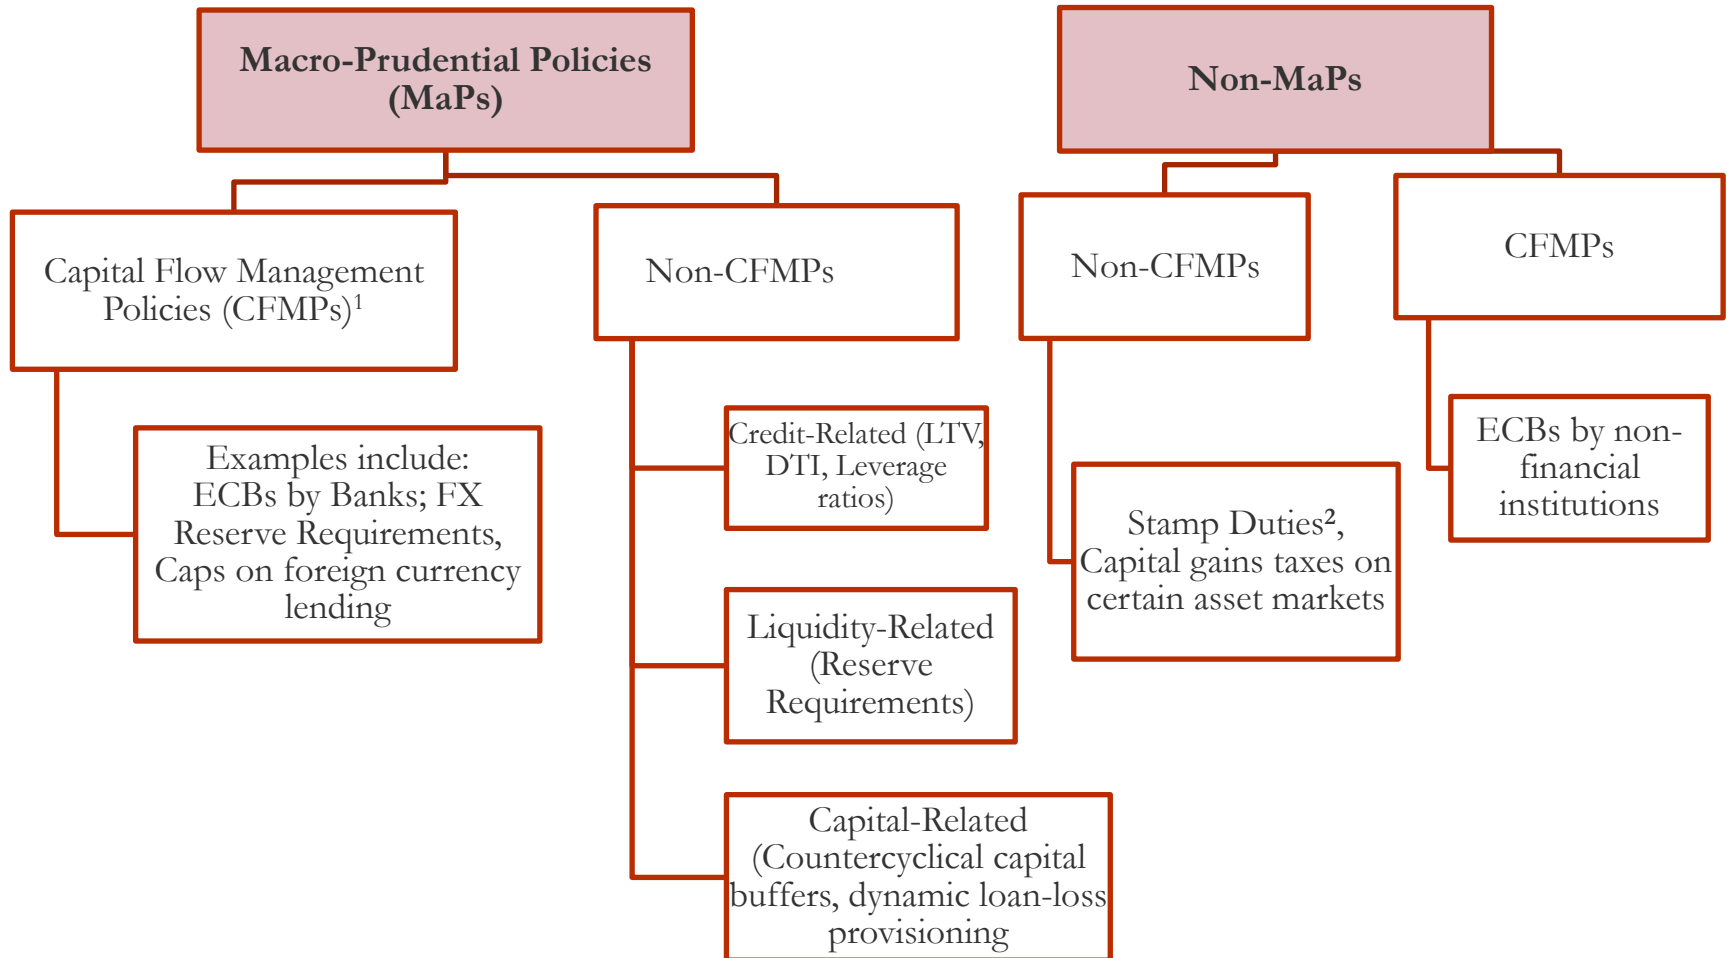 Macro-Prudential Policies
(MaPs)
Non-MaPs
Capital Flow Management
Policies (CFMPs)¹
Non-CFMPs
Non-CFMPs
CFMPs
Examples include:
ECBs by Banks; FX
Reserve Requirements,
Caps on foreign currency
lending
Credit-Related (LTV,
DTI, Leverage
ratios)
Liquidity-Related
(Reserve
Requirements)
Capital-Related
(Countercyclical capital
buffers, dynamic loan-loss
provisioning
Stamp Duties²,
Capital gains taxes on
certain asset markets
ECBs by non-
financial
institutions